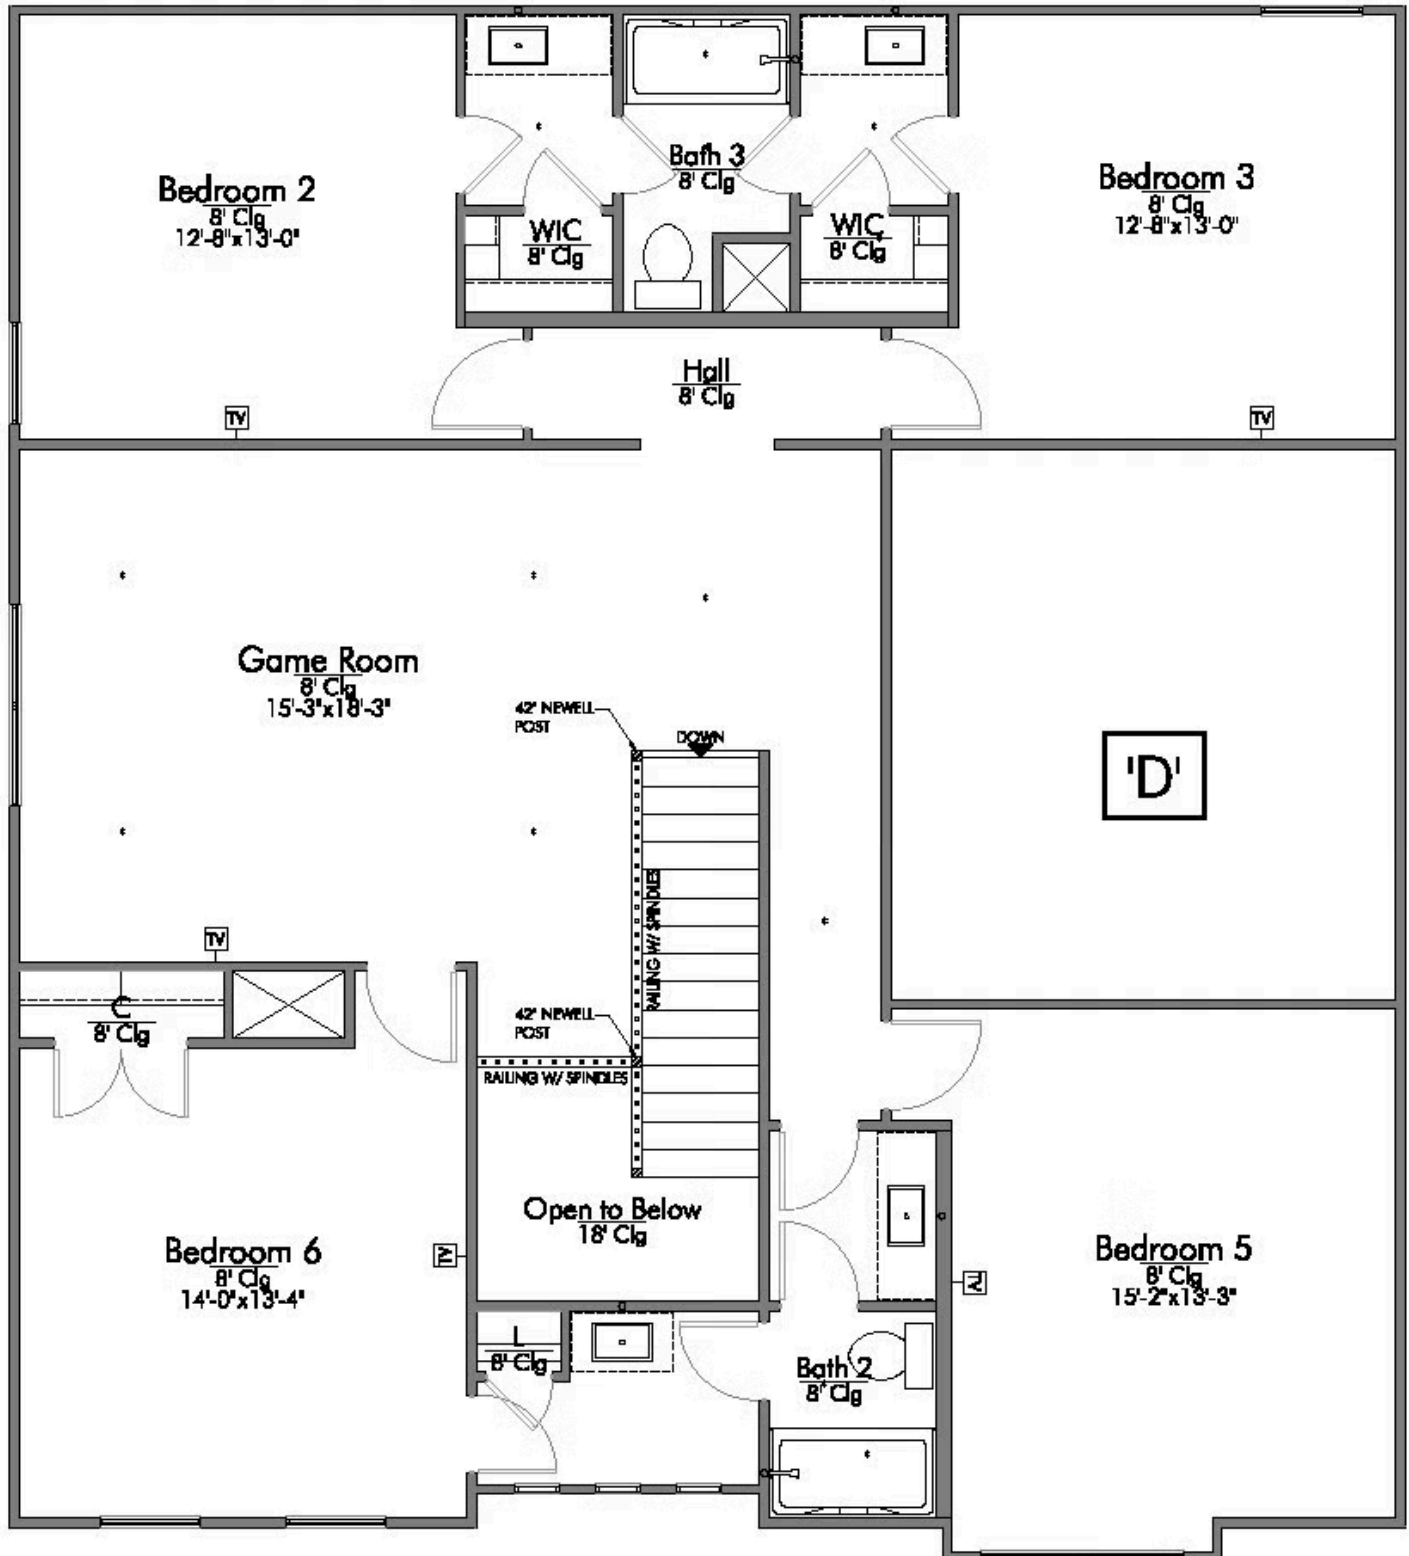 Bedroom 2
8' Clg
12'-8"x13'-0"
Bath 3
8' Clg
Bedroom 3
8' Clg
12'-8"x13'-0"
WIC
8' Clg
WIC
8' Clg
Hall
8' Clg
TV
TV
Game Room
8' Clg
15'-3"x18'-3"
42" NEWELL
POST
DOWN
'D'
RAILING W/ SPINDLES
TV
C
8' Clg
42" NEWELL
POST
RAILING W/ SPINDLES
Open to Below
18' Clg
Bedroom 6
8' Clg
14'-0"x13'-4"
TV
Bedroom 5
8' Clg
15'-2"x13'-3"
TV
L
8' Clg
Bath 2
8' Clg